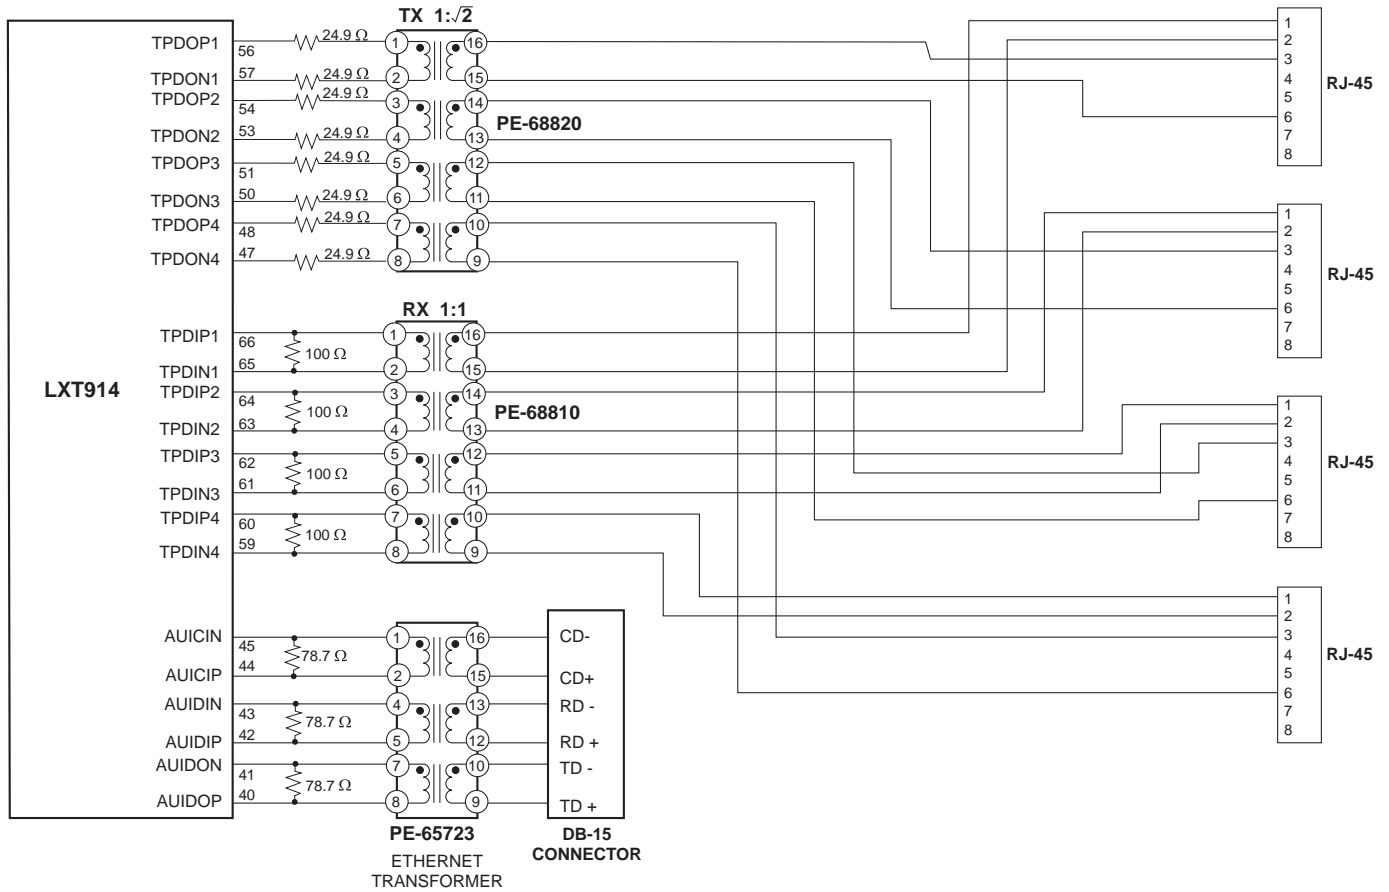 TX 1:√2
TPDOP1 56 24.9 Ω 1 16
TPDON1 57 24.9 Ω 2 15
TPDOP2 54 24.9 Ω 3 14
TPDON2 53 24.9 Ω 4 13
TPDOP3 51 24.9 Ω 5 12
TPDON3 50 24.9 Ω 6 11
TPDOP4 48 24.9 Ω 7 10
TPDON4 47 24.9 Ω 8 9
PE-68820
RX 1:1
TPDIP1 66 1 16
100 Ω
TPDIN1 65 2 15
TPDIP2 64 3 14
100 Ω
TPDIN2 63 4 13
TPDIP3 62 5 12
100 Ω
TPDIN3 61 6 11
TPDIP4 60 7 10
100 Ω
TPDIN4 59 8 9
PE-68810
LXT914
AUICIN 45 1 16 CD-
78.7 Ω
AUICIP 44 2 15 CD+
AUIDIN 43 4 13 RD -
78.7 Ω
AUIDIP 42 5 12 RD +
AUIDON 41 7 10 TD -
78.7 Ω
AUIDOP 40 8 9 TD +
PE-65723
ETHERNET
TRANSFORMER
DB-15
CONNECTOR
1
2
3
4
5
6
7
8
RJ-45
1
2
3
4
5
6
7
8
RJ-45
1
2
3
4
5
6
7
8
RJ-45
1
2
3
4
5
6
7
8
RJ-45